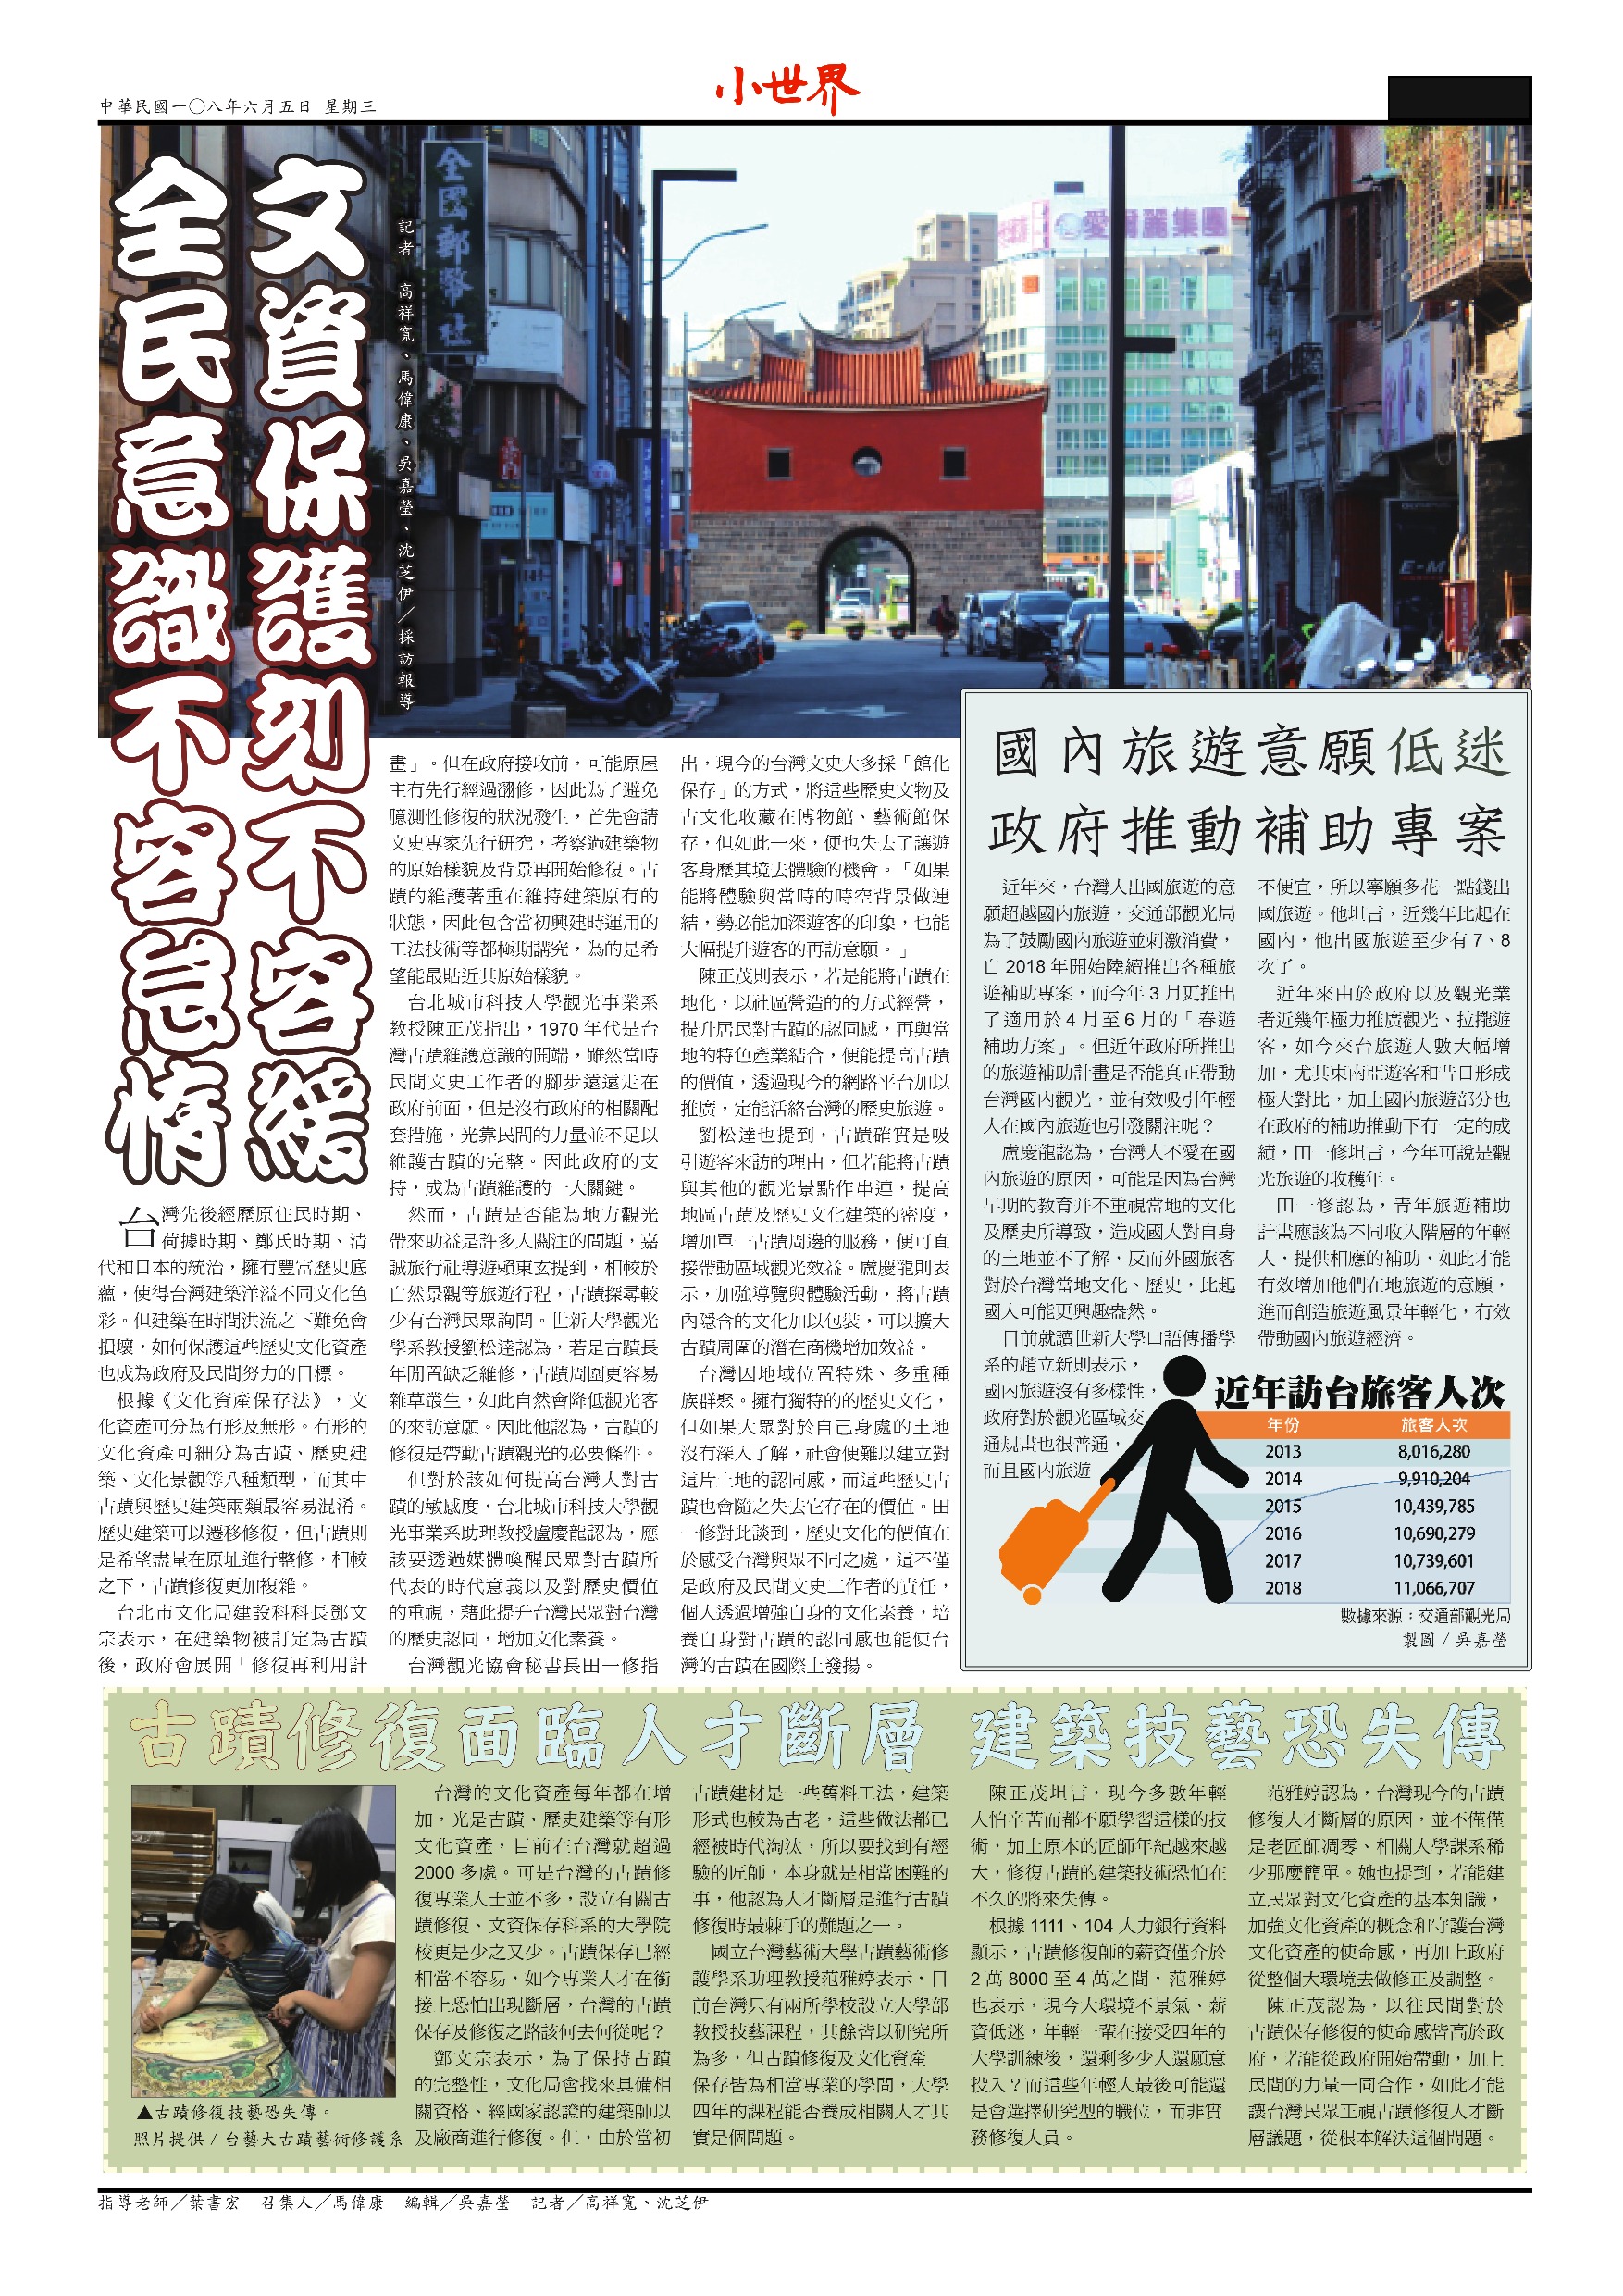 中華民國一〇八年六月五日 星期三
小世界
文資保護刻不容緩
全民意識不容怠惰
記者 高祥寬、馬偉康、吳嘉瑩、沈芝伊╱採訪報導
全國郵幣社
愛爾麗集團
台灣先後經歷原住民時期、
荷據時期、鄭氏時期、清
代和日本的統治，擁有豐富歷史底
蘊，使得台灣建築洋溢不同文化色
彩。但建築在時間洪流之下難免會
損壞，如何保護這些歷史文化資產
也成為政府及民間努力的目標。
根據《文化資產保存法》，文
化資產可分為有形及無形。有形的
文化資產可細分為古蹟、歷史建
築、文化景觀等八種類型，而其中
古蹟與歷史建築兩類最容易混淆。
歷史建築可以遷移修復，但古蹟則
是希望盡量在原址進行整修，相較
之下，古蹟修復更加複雜。
台北市文化局建設科科長鄧文
宗表示，在建築物被訂定為古蹟
後，政府會展開「修復再利用計
畫」。但在政府接收前，可能原屋
主有先行經過翻修，因此為了避免
臆測性修復的狀況發生，首先會請
文史專家先行研究，考察過建築物
的原始樣貌及背景再開始修復。古
蹟的維護著重在維持建築原有的
狀態，因此包含當初興建時運用的
工法技術等都極期講究，為的是希
望能最貼近其原始樣貌。
台北城市科技大學觀光事業系
教授陳正茂指出，1970 年代是台
灣古蹟維護意識的開端，雖然當時
民間文史工作者的腳步遠遠走在
政府前面，但是沒有政府的相關配
套措施，光靠民間的力量並不足以
維護古蹟的完整。因此政府的支
持，成為古蹟維護的一大關鍵。
然而，古蹟是否能為地方觀光
帶來助益是許多人關注的問題，嘉
誠旅行社導遊賴東玄提到，相較於
自然景觀等旅遊行程，古蹟探尋較
少有台灣民眾詢問。世新大學觀光
學系教授劉松達認為，若是古蹟長
年閒置缺乏維修，古蹟周圍更容易
雜草叢生，如此自然會降低觀光客
的來訪意願。因此他認為，古蹟的
修復是帶動古蹟觀光的必要條件。
但對於該如何提高台灣人對古
蹟的敏感度，台北城市科技大學觀
光事業系助理教授盧慶龍認為，應
該要透過媒體喚醒民眾對古蹟所
代表的時代意義以及對歷史價值
的重視，藉此提升台灣民眾對台灣
的歷史認同，增加文化素養。
台灣觀光協會秘書長田一修指
出，現今的台灣文史大多採「館化
保存」的方式，將這些歷史文物及
古文化收藏在博物館、藝術館保
存，但如此一來，便也失去了讓遊
客身歷其境去體驗的機會。「如果
能將體驗與當時的時空背景做連
結，勢必能加深遊客的印象，也能
大幅提升遊客的再訪意願。」
陳正茂則表示，若是能將古蹟在
地化，以社區營造的的方式經營，
提升居民對古蹟的認同感，再與當
地的特色產業結合，便能提高古蹟
的價值，透過現今的網路平台加以
推廣，定能活絡台灣的歷史旅遊。
劉松達也提到，古蹟確實是吸
引遊客來訪的理由，但若能將古蹟
與其他的觀光景點作串連，提高
地區古蹟及歷史文化建築的密度，
增加單一古蹟周邊的服務，便可直
接帶動區域觀光效益。盧慶龍則表
示，加強導覽與體驗活動，將古蹟
內隱含的文化加以包裝，可以擴大
古蹟周圍的潛在商機增加效益。
台灣因地域位置特殊、多重種
族群聚。擁有獨特的的歷史文化，
但如果大眾對於自己身處的土地
沒有深入了解，社會便難以建立對
這片土地的認同感，而這些歷史古
蹟也會隨之失去它存在的價值。田
一修對此談到，歷史文化的價值在
於感受台灣與眾不同之處，這不僅
是政府及民間文史工作者的責任，
個人透過增強自身的文化素養，培
養自身對古蹟的認同感也能使台
灣的古蹟在國際上發揚。
國內旅遊意願低迷
政府推動補助專案
近年來，台灣人出國旅遊的意
願超越國內旅遊，交通部觀光局
為了鼓勵國內旅遊並刺激消費，
自 2018 年開始陸續推出各種旅
遊補助專案，而今年 3 月更推出
了適用於 4 月至 6 月的「春遊
補助方案」。但近年政府所推出
的旅遊補助計畫是否能真正帶動
台灣國內觀光，並有效吸引年輕
人在國內旅遊也引發關注呢？
盧慶龍認為，台灣人不愛在國
內旅遊的原因，可能是因為台灣
早期的教育并不重視當地的文化
及歷史所導致，造成國人對自身
的土地並不了解，反而外國旅客
對於台灣當地文化、歷史，比起
國人可能更興趣盎然。
目前就讀世新大學口語傳播學
系的趙立新則表示，
國內旅遊沒有多樣性，
政府對於觀光區域交
通規畫也很普通，
而且國內旅遊
不便宜，所以寧願多花一點錢出
國旅遊。他坦言，近幾年比起在
國內，他出國旅遊至少有 7、8
次了。
近年來由於政府以及觀光業
者近幾年極力推廣觀光、拉攏遊
客，如今來台旅遊人數大幅增
加，尤其東南亞遊客和昔日形成
極大對比，加上國內旅遊部分也
在政府的補助推動下有一定的成
績，田一修坦言，今年可說是觀
光旅遊的收穫年。
田一修認為，青年旅遊補助
計畫應該為不同收入階層的年輕
人，提供相應的補助，如此才能
有效增加他們在地旅遊的意願，
進而創造旅遊風景年輕化，有效
帶動國內旅遊經濟。
近年訪台旅客人次
年份 旅客人次
2013 8,016,280
2014 9,910,204
2015 10,439,785
2016 10,690,279
2017 10,739,601
2018 11,066,707
數據來源：交通部觀光局
製圖 / 吳嘉瑩
古蹟修復面臨人才斷層 建築技藝恐失傳
▲古蹟修復技藝恐失傳。
照片提供 / 台藝大古蹟藝術修護系
台灣的文化資產每年都在增
加，光是古蹟、歷史建築等有形
文化資產，目前在台灣就超過
2000 多處。可是台灣的古蹟修
復專業人士並不多，設立有關古
蹟修復、文資保存科系的大學院
校更是少之又少。古蹟保存已經
相當不容易，如今專業人才在銜
接上恐怕出現斷層，台灣的古蹟
保存及修復之路該何去何從呢？
鄧文宗表示，為了保持古蹟
的完整性，文化局會找來具備相
關資格、經國家認證的建築師以
及廠商進行修復。但，由於當初
古蹟建材是一些舊料工法，建築
形式也較為古老，這些做法都已
經被時代淘汰，所以要找到有經
驗的匠師，本身就是相當困難的
事，他認為人才斷層是進行古蹟
修復時最棘手的難題之一。
國立台灣藝術大學古蹟藝術修
護學系助理教授范雅婷表示，目
前台灣只有兩所學校設立大學部
教授技藝課程，其餘皆以研究所
為多，但古蹟修復及文化資產
保存皆為相當專業的學問，大學
四年的課程能否養成相關人才其
實是個問題。
陳正茂坦言，現今多數年輕
人怕辛苦而都不願學習這樣的技
術，加上原本的匠師年紀越來越
大，修復古蹟的建築技術恐怕在
不久的將來失傳。
根據 1111、104 人力銀行資料
顯示，古蹟修復師的薪資僅介於
2 萬 8000 至 4 萬之間，范雅婷
也表示，現今大環境不景氣、薪
資低迷，年輕一輩在接受四年的
大學訓練後，還剩多少人還願意
投入？而這些年輕人最後可能還
是會選擇研究型的職位，而非實
務修復人員。
范雅婷認為，台灣現今的古蹟
修復人才斷層的原因，並不僅僅
是老匠師凋零、相關大學課系稀
少那麼簡單。她也提到，若能建
立民眾對文化資產的基本知識，
加強文化資產的概念和守護台灣
文化資產的使命感，再加上政府
從整個大環境去做修正及調整。
陳正茂認為，以往民間對於
古蹟保存修復的使命感皆高於政
府，若能從政府開始帶動，加上
民間的力量一同合作，如此才能
讓台灣民眾正視古蹟修復人才斷
層議題，從根本解決這個問題。
指導老師╱葉書宏 召集人╱馬偉康 編輯╱吳嘉瑩 記者╱高祥寬、沈芝伊